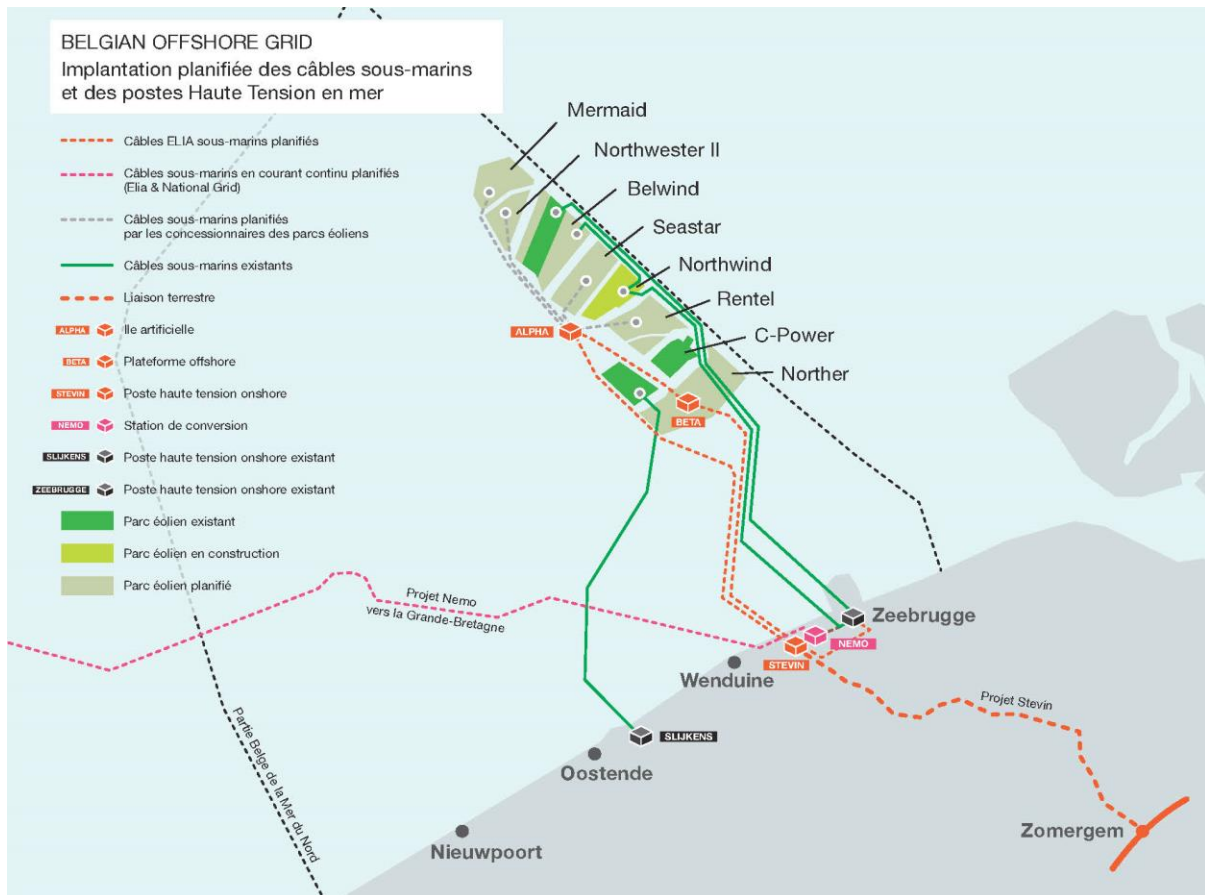 BELGIAN OFFSHORE GRID
Implantation planifiée des câbles sous-marins
et des postes Haute Tension en mer
Câbles ELIA sous-marins planifiés
Câbles sous-marins en courant continu planifiés
(Elia & National Grid)
Câbles sous-marins planifiés
par les concessionnaires des parcs éoliens
Câbles sous-marins existants
Liaison terrestre
ALPHA Ile artificielle
BETA Plateforme offshore
STEVIN Poste haute tension onshore
NEMO Station de conversion
SLIJKENS Poste haute tension onshore existant
ZEEBRUGGE Poste haute tension onshore existant
Parc éolien existant
Parc éolien en construction
Parc éolien planifié
Mermaid
Northwester II
Belwind
Seastar
Northwind
Rentel
C-Power
Norther
ALPHA
BETA
Projet Nemo
vers la Grande-Bretagne
Zeebrugge
NEMO
STEVIN
Wenduine
Projet Stevin
SLIJKENS
Oostende
Partie Belge de la Mer du Nord
Nieuwpoort
Zomergem